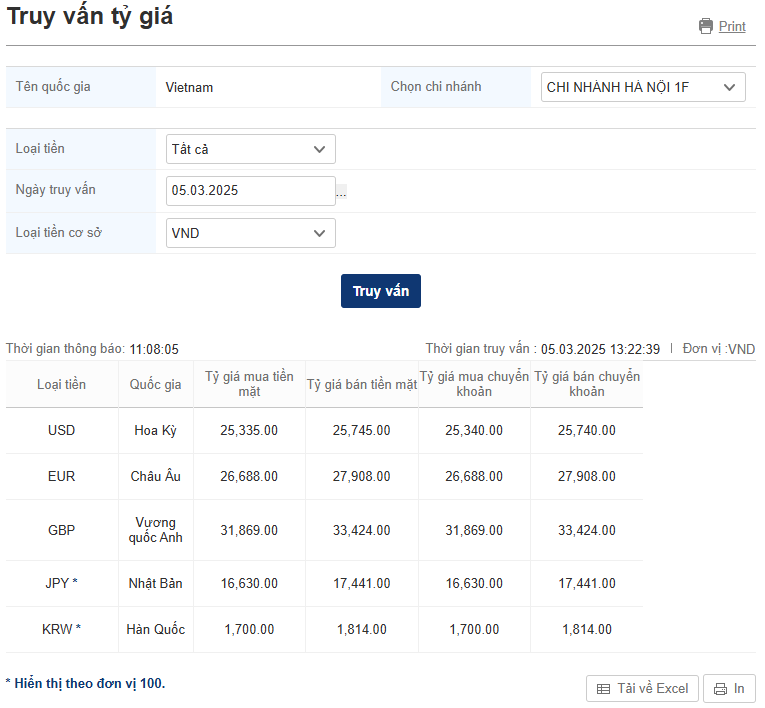 Truy vấn tỷ giá
Print
Tên quốc gia Vietnam Chọn chi nhánh CHI NHÁNH HÀ NỘI 1F
Loại tiền Tất cả
Ngày truy vấn 05.03.2025 ...
Loại tiền cơ sở VND
Truy vấn
Thời gian thông báo: 11:08:05 Thời gian truy vấn : 05.03.2025 13:22:39 | Đơn vị :VND
Loại tiền Quốc gia Tỷ giá mua tiền mặt Tỷ giá bán tiền mặt Tỷ giá mua chuyển khoản Tỷ giá bán chuyển khoản
USD Hoa Kỳ 25,335.00 25,745.00 25,340.00 25,740.00
EUR Châu Âu 26,688.00 27,908.00 26,688.00 27,908.00
GBP Vương quốc Anh 31,869.00 33,424.00 31,869.00 33,424.00
JPY * Nhật Bản 16,630.00 17,441.00 16,630.00 17,441.00
KRW * Hàn Quốc 1,700.00 1,814.00 1,700.00 1,814.00
* Hiển thị theo đơn vị 100.
Tải về Excel In